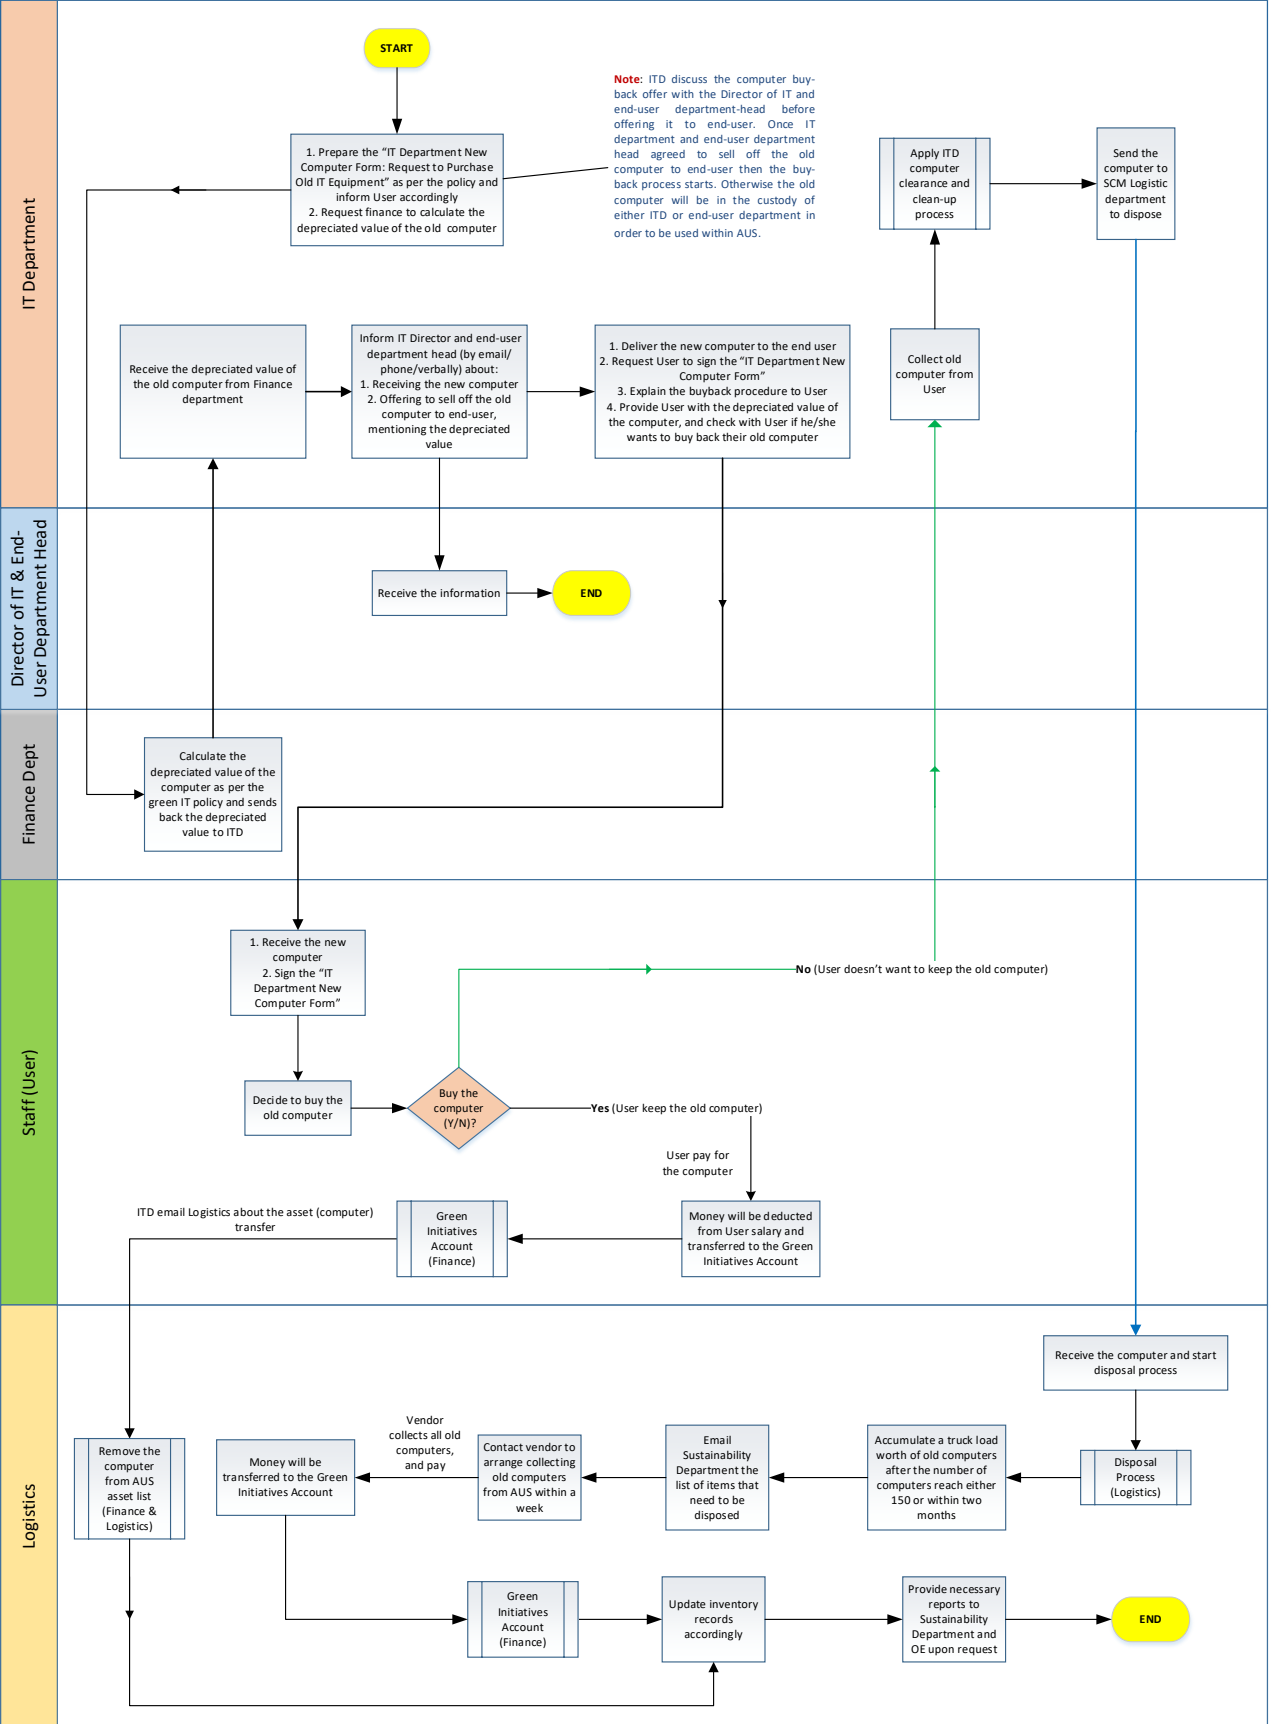 IT Department
START
1. Prepare the “IT Department New
Computer Form: Request to Purchase
Old IT Equipment” as per the policy and
inform User accordingly
2. Request finance to calculate the
depreciated value of the old computer
Note: ITD discuss the computer buy-
back offer with the Director of IT and
end-user department-head before
offering it to end-user. Once IT
department and end-user department
head agreed to sell off the old
computer to end-user then the buy-
back process starts. Otherwise the old
computer will be in the custody of
either ITD or end-user department in
order to be used within AUS.
Apply ITD
computer
clearance and
clean-up
process
Send the
computer to
SCM Logistic
department
to dispose
Receive the depreciated value of
the old computer from Finance
department
Inform IT Director and end-user
department head (by email/
phone/verbally) about:
1. Receiving the new computer
2. Offering to sell off the old
computer to end-user,
mentioning the depreciated
value
1. Deliver the new computer to the end user
2. Request User to sign the “IT Department New
Computer Form”
3. Explain the buyback procedure to User
4. Provide User with the depreciated value of
the computer, and check with User if he/she
wants to buy back their old computer
Collect old
computer from
User
Director of IT & End-
User Department Head
Receive the information
END
Finance Dept
Calculate the
depreciated value of the
computer as per the
green IT policy and sends
back the depreciated
value to ITD
Staff (User)
1. Receive the new
computer
2. Sign the “IT
Department New
Computer Form”
No (User doesn’t want to keep the old computer)
Decide to buy the
old computer
Buy the
computer
(Y/N)?
Yes (User keep the old computer)
User pay for
the computer
ITD email Logistics about the asset (computer)
transfer
Green
Initiatives
Account
(Finance)
Money will be deducted
from User salary and
transferred to the Green
Initiatives Account
Logistics
Receive the computer and start
disposal process
Remove the
computer
from AUS
asset list
(Finance &
Logistics)
Money will be
transferred to the Green
Initiatives Account
Vendor
collects all old
computers,
and pay
Contact vendor to
arrange collecting
old computers
from AUS within a
week
Email
Sustainability
Department the
list of items that
need to be
disposed
Accumulate a truck load
worth of old computers
after the number of
computers reach either
150 or within two
months
Disposal
Process
(Logistics)
Green
Initiatives
Account
(Finance)
Update inventory
records
accordingly
Provide necessary
reports to
Sustainability
Department and
OE upon request
END